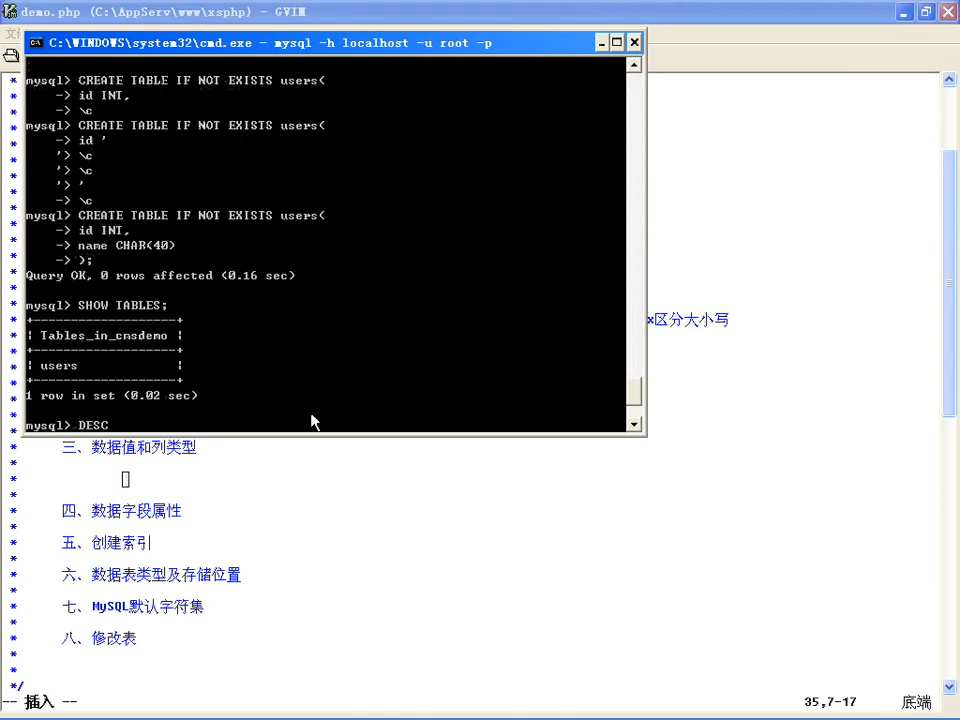 demo.php (C:\AppServ\www\xsphp) - GVIM
C:\WINDOWS\system32\cmd.exe - mysql -h localhost -u root -p
mysql> CREATE TABLE IF NOT EXISTS users(
-> id INT,
-> \c
mysql> CREATE TABLE IF NOT EXISTS users(
-> id '
'> \c
'> \c
'> '
-> \c
mysql> CREATE TABLE IF NOT EXISTS users(
-> id INT,
-> name CHAR(40)
-> );
Query OK, 0 rows affected (0.16 sec)
mysql> SHOW TABLES;
+-------------------+
| Tables_in_cmsdemo |
+-------------------+
| users             |
+-------------------+
1 row in set (0.02 sec)
mysql> DESC
x区分大小写
* 三、数据值和列类型
*
* 四、数据字段属性
*
* 五、创建索引
*
* 六、数据表类型及存储位置
*
* 七、MySQL默认字符集
*
* 八、修改表
*
*
*/
-- 插入 --
35,7-17
底端